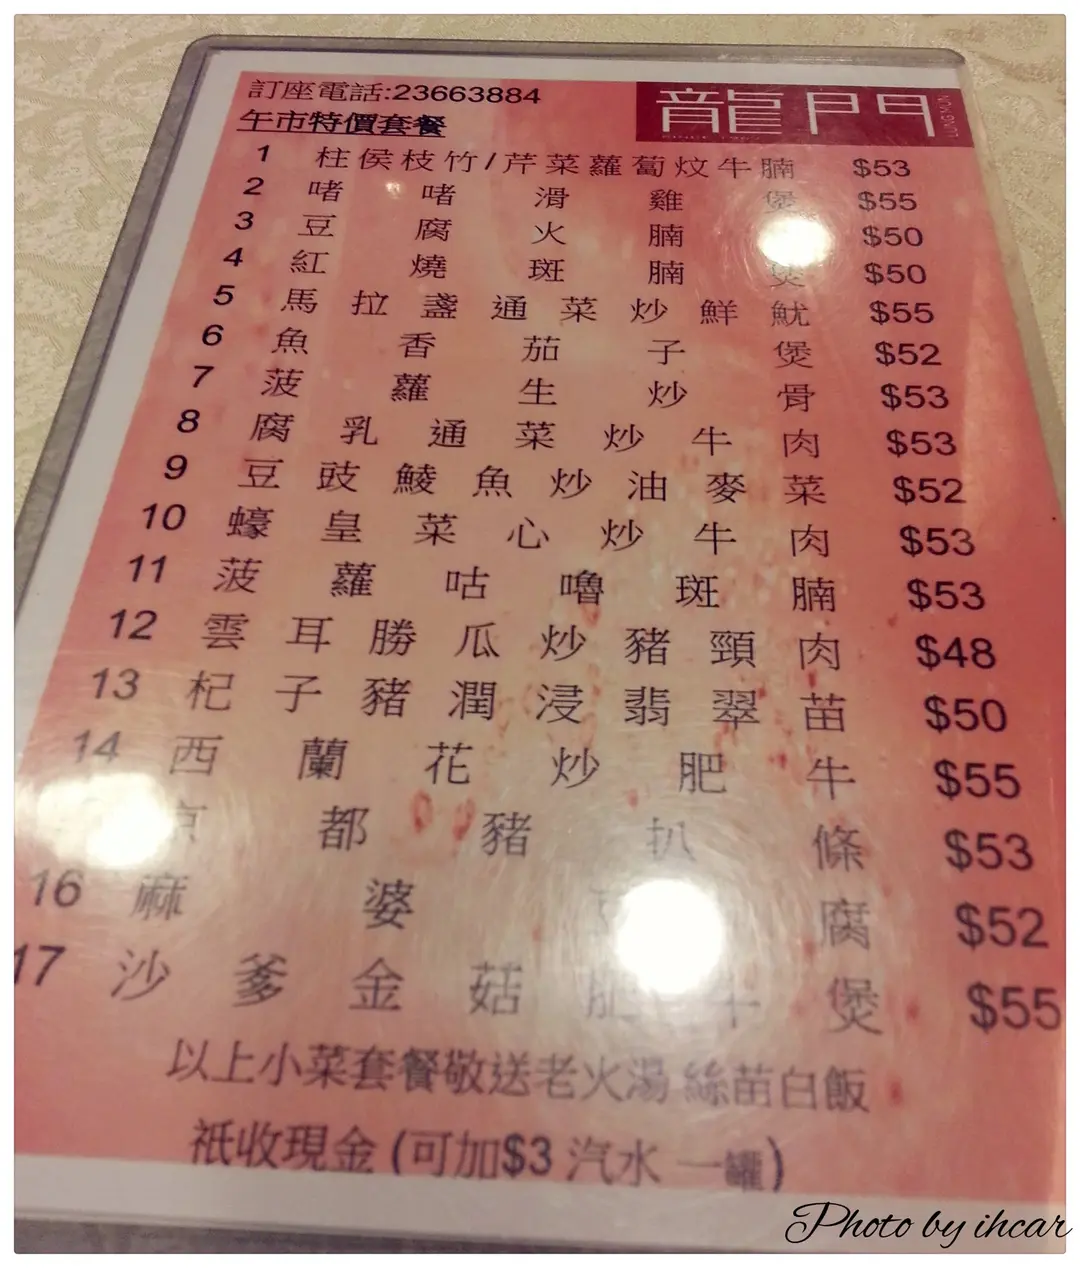 訂座電話:23663884
龍門
LUNG MUN
午市特價套餐
1 柱侯枝竹/芹菜蘿蔔炆牛腩 $53
2 啫啫滑雞煲 $55
3 豆腐火腩 $50
4 紅燒斑腩煲 $50
5 馬拉盞通菜炒鮮魷 $55
6 魚香茄子煲 $52
7 菠蘿生炒骨 $53
8 腐乳通菜炒牛肉 $53
9 豆豉鯪魚炒油麥菜 $52
10 蠔皇菜心炒牛肉 $53
11 菠蘿咕嚕斑腩 $53
12 雲耳勝瓜炒豬頸肉 $48
13 杞子豬潤浸翡翠苗 $50
14 西蘭花炒肥牛 $55
京都豬扒條 $53
16 麻婆豆腐 $52
17 沙爹金菇肥牛煲 $55
以上小菜套餐敬送老火湯 絲苗白飯
祇收現金 (可加$3 汽水 一罐)
Photo by ihcar